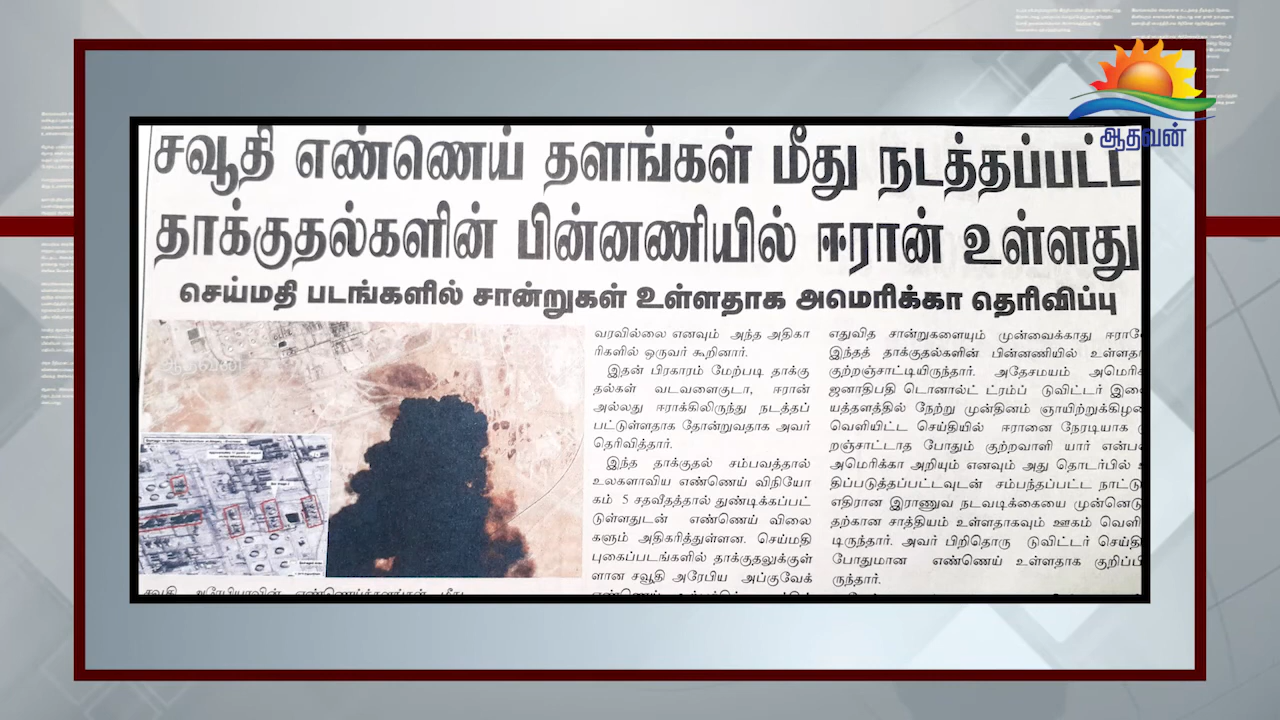 ஆதவன்
சவூதி எண்ணெய் தளங்கள் மீது நடத்தப்பட்ட
தாக்குதல்களின் பின்னணியில் ஈரான் உள்ளது
செய்மதி படங்களில் சான்றுகள் உள்ளதாக அமெரிக்கா தெரிவிப்பு
வரவில்லை எனவும் அந்த அதிகா
ரிகளில் ஒருவர் கூறினார்.
இதன் பிரகாரம் மேற்படி தாக்கு
தல்கள் வடவளைகுடா, ஈரான்
அல்லது ஈராக்கிலிருந்து நடத்தப்
பட்டுள்ளதாக தோன்றுவதாக அவர்
தெரிவித்தார்.
இந்த தாக்குதல் சம்பவத்தால்
உலகளாவிய எண்ணெய் விநியோ
கம் 5 சதவீதத்தால் துண்டிக்கப்பட்
டுள்ளதுடன் எண்ணெய் விலை
களும் அதிகரித்துள்ளன. செய்மதி
புகைப்படங்களில் தாக்குதலுக்குள்
ளான சவூதி அரேபிய அப்குவேக்
எதுவித சான்றுகளையும் முன்வைக்காது
இந்தத் தாக்குதல்களின் பின்னணியில்
குற்றஞ்சாட்டியிருந்தார். அதேசமயம்
ஜனாதிபதி டொனால்ட் ட்ரம்ப் டுவிட்டர்
யத்தளத்தில் நேற்று முன்தினம்
வெளியிட்ட செய்தியில் ஈரானை நேரடியாக
றஞ்சாட்டாத போதும் குற்றவாளி யார்
அமெரிக்கா அறியும் எனவும் அது தொடர்பில்
திப்படுத்தப்பட்டவுடன் சம்பந்தப்பட்ட
எதிரான இராணுவ நடவடிக்கையை
தற்கான சாத்தியம் உள்ளதாகவும் ஊகம்
டிருந்தார். அவர் பிறிதொரு டுவிட்டர்
போதுமான எண்ணெய் உள்ளதாக
ருந்தார்.